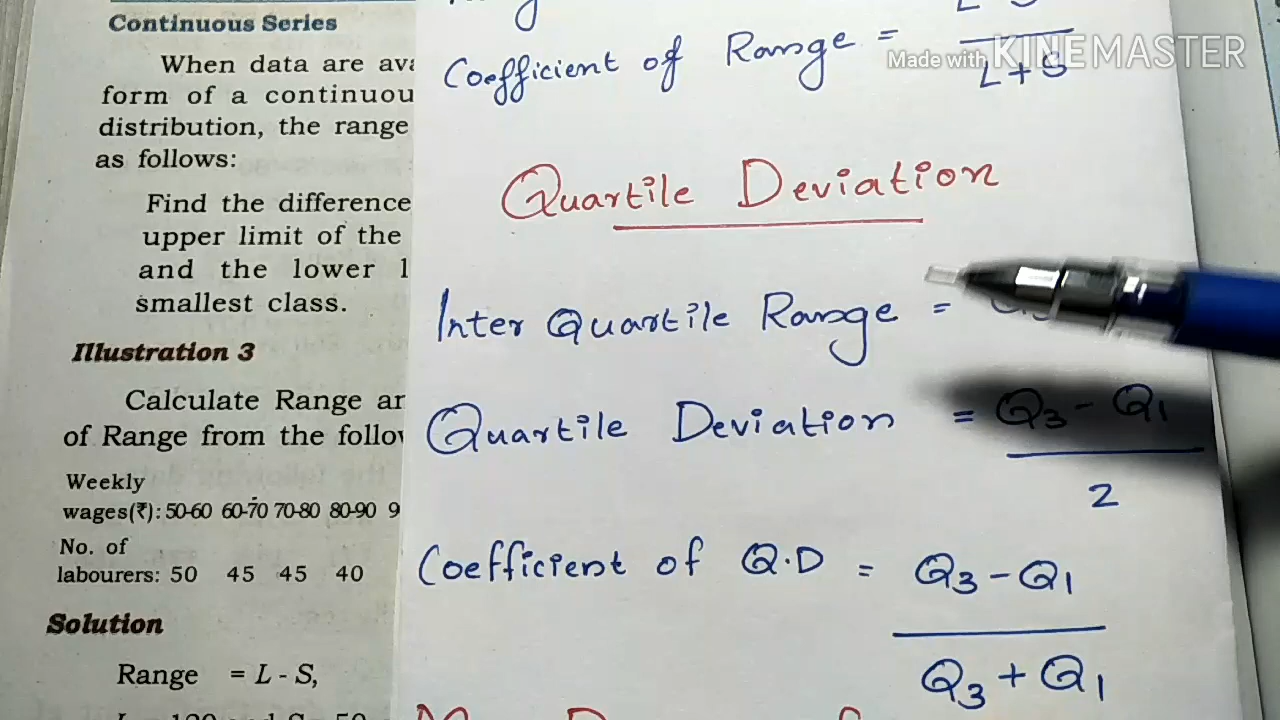 Continuous Series
When data are ava
form of a continuou
distribution, the range
as follows:
Find the difference
upper limit of the
and the lower l
smallest class.
Illustration 3
Calculate Range an
of Range from the follow
Weekly
wages(₹): 50-60 60-70 70-80 80-90 9
No. of
labourers: 50 45 45 40
Solution
Range = L - S,
Coefficient of Range = L - S
L + S
Made with KINEMASTER
Quartile Deviation
Inter Quartile Range =
Quartile Deviation = Q3 - Q1
2
Coefficient of Q.D = Q3 - Q1
Q3 + Q1